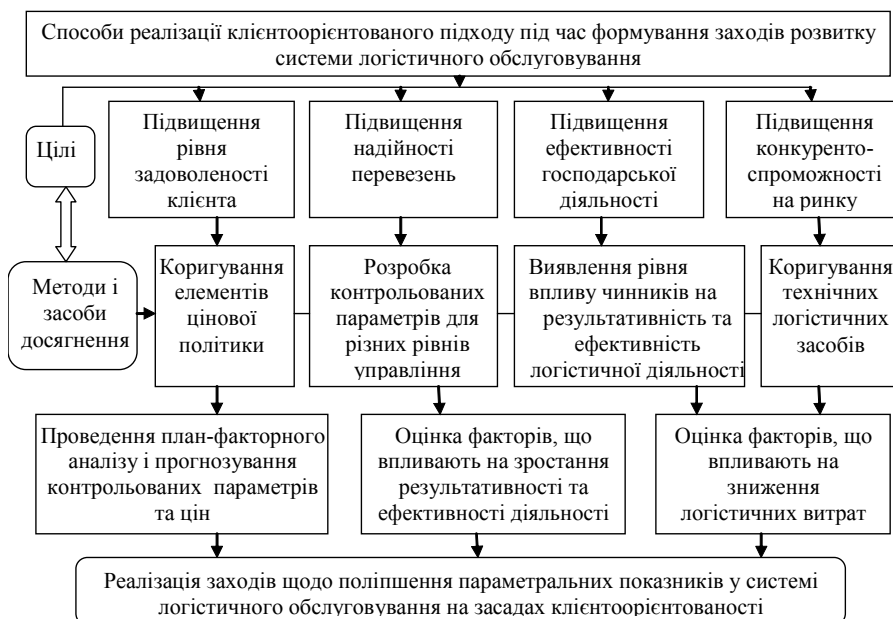 Способи реалізації клієнтоорієнтованого підходу під час формування заходів розвитку
системи логістичного обслуговування
Цілі
Підвищення
рівня
задоволеності
клієнта
Підвищення
надійності
перевезень
Підвищення
ефективності
господарської
діяльності
Підвищення
конкуренто-
спроможності
на ринку
Методи і
засоби
досягнення
Коригування
елементів
цінової
політики
Розробка
контрольованих
параметрів для
різних рівнів
управління
Виявлення рівня
впливу чинників на
результативність та
ефективність
логістичної діяльності
Коригування
технічних
логістичних
засобів
Проведення план-факторного
аналізу і прогнозування
контрольованих параметрів
та цін
Оцінка факторів, що
впливають на зростання
результативності та
ефективності діяльності
Оцінка факторів, що
впливають на
зниження
логістичних витрат
Реалізація заходів щодо поліпшення параметральних показників у системі
логістичного обслуговування на засадах клієнтоорієнтованості